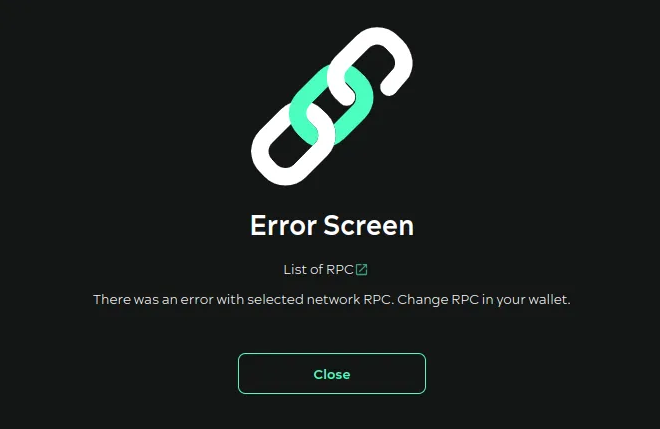 Error Screen
List of RPC
There was an error with selected network RPC. Change RPC in your wallet.
Close